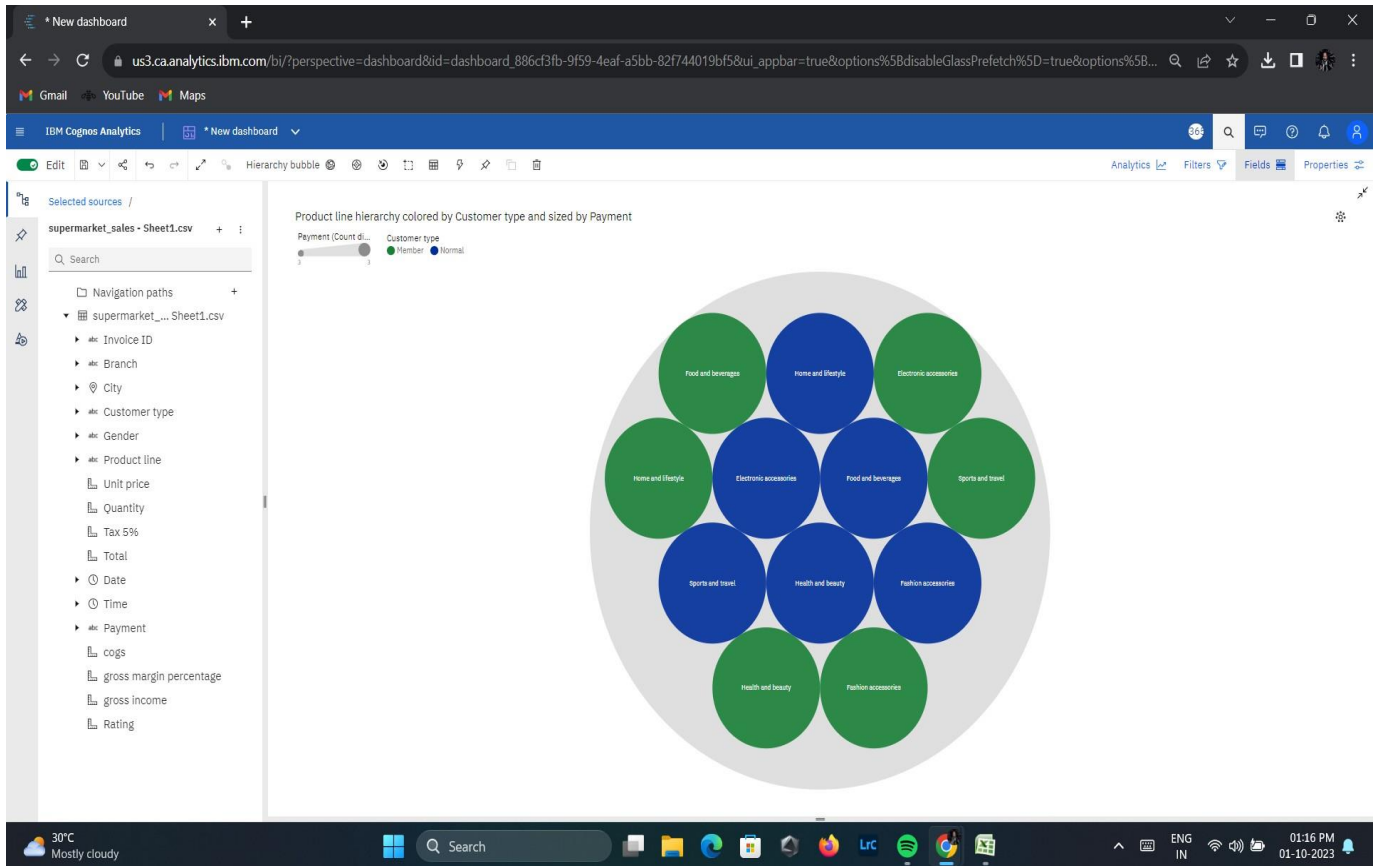 * New dashboard
us3.ca.analytics.ibm.com/bi/?perspective=dashboard&id=dashboard_886cf3fb-9f59-4eaf-a5bb-82f744019bf5&ui_appbar=true&options%5BdisableGlassPrefetch%5D=true&options%5B...
Gmail YouTube Maps
IBM Cognos Analytics * New dashboard
Edit Hierarchy bubble Analytics Filters Fields Properties
Selected sources /
supermarket_sales - Sheet1.csv
Search
Navigation paths
supermarket_... Sheet1.csv
abc Invoice ID
abc Branch
City
abc Customer type
abc Gender
abc Product line
Unit price
Quantity
Tax 5%
Total
Date
Time
abc Payment
cogs
gross margin percentage
gross income
Rating
Product line hierarchy colored by Customer type and sized by Payment
Payment (Count di... Customer type
Member Normal
3 3
Food and beverages Home and lifestyle Electronic accessories
Home and lifestyle Electronic accessories Food and beverages Sports and travel
Sports and travel Health and beauty Fashion accessories
Health and beauty Fashion accessories
30°C
Mostly cloudy
Search
Lrc
ENG
IN
01:16 PM
01-10-2023